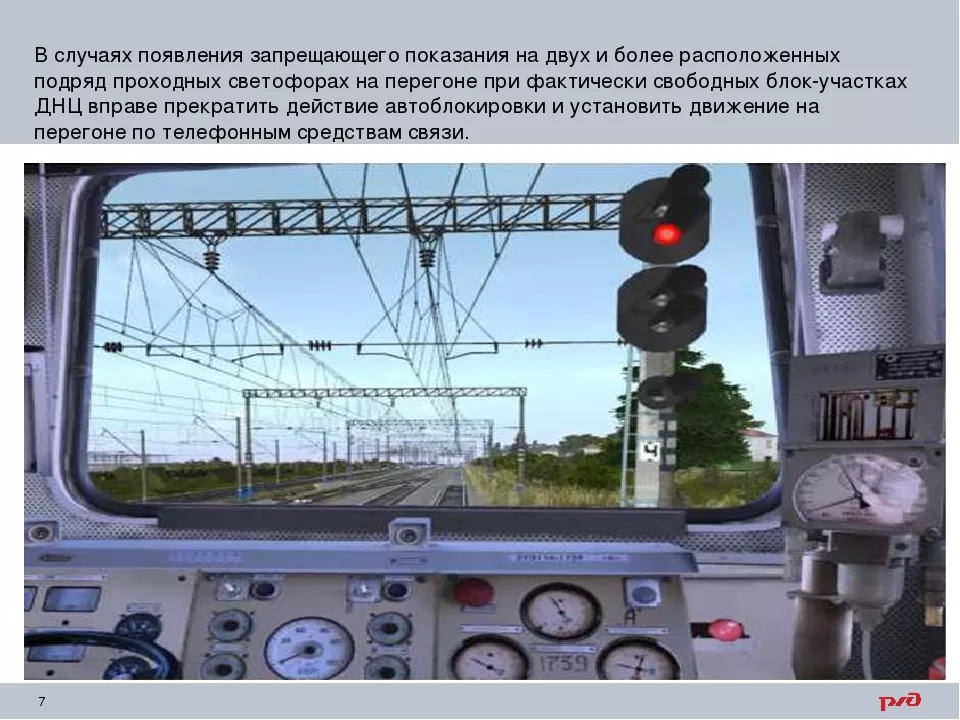 В случаях появления запрещающего показания на двух и более расположенных
подряд проходных светофорах на перегоне при фактически свободных блок-участках
ДНЦ вправе прекратить действие автоблокировки и установить движение на
перегоне по телефонным средствам связи.
Ч
А
1739
7
РЖД